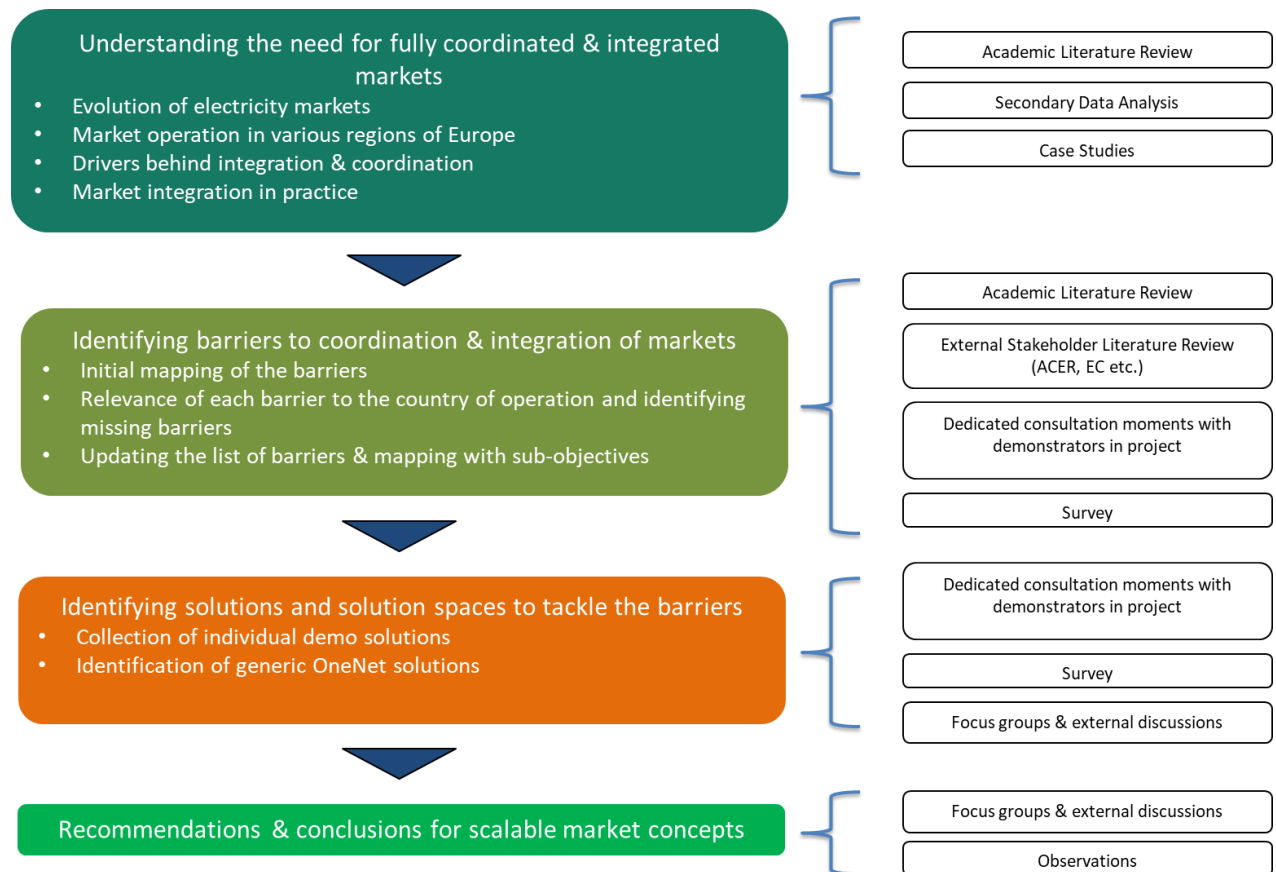 Understanding the need for fully coordinated & integrated
markets
• Evolution of electricity markets
• Market operation in various regions of Europe
• Drivers behind integration & coordination
• Market integration in practice
Academic Literature Review
Secondary Data Analysis
Case Studies
Identifying barriers to coordination & integration of markets
• Initial mapping of the barriers
• Relevance of each barrier to the country of operation and identifying
missing barriers
• Updating the list of barriers & mapping with sub-objectives
Academic Literature Review
External Stakeholder Literature Review
(ACER, EC etc.)
Dedicated consultation moments with
demonstrators in project
Survey
Identifying solutions and solution spaces to tackle the barriers
• Collection of individual demo solutions
• Identification of generic OneNet solutions
Dedicated consultation moments with
demonstrators in project
Survey
Focus groups & external discussions
Recommendations & conclusions for scalable market concepts
Focus groups & external discussions
Observations